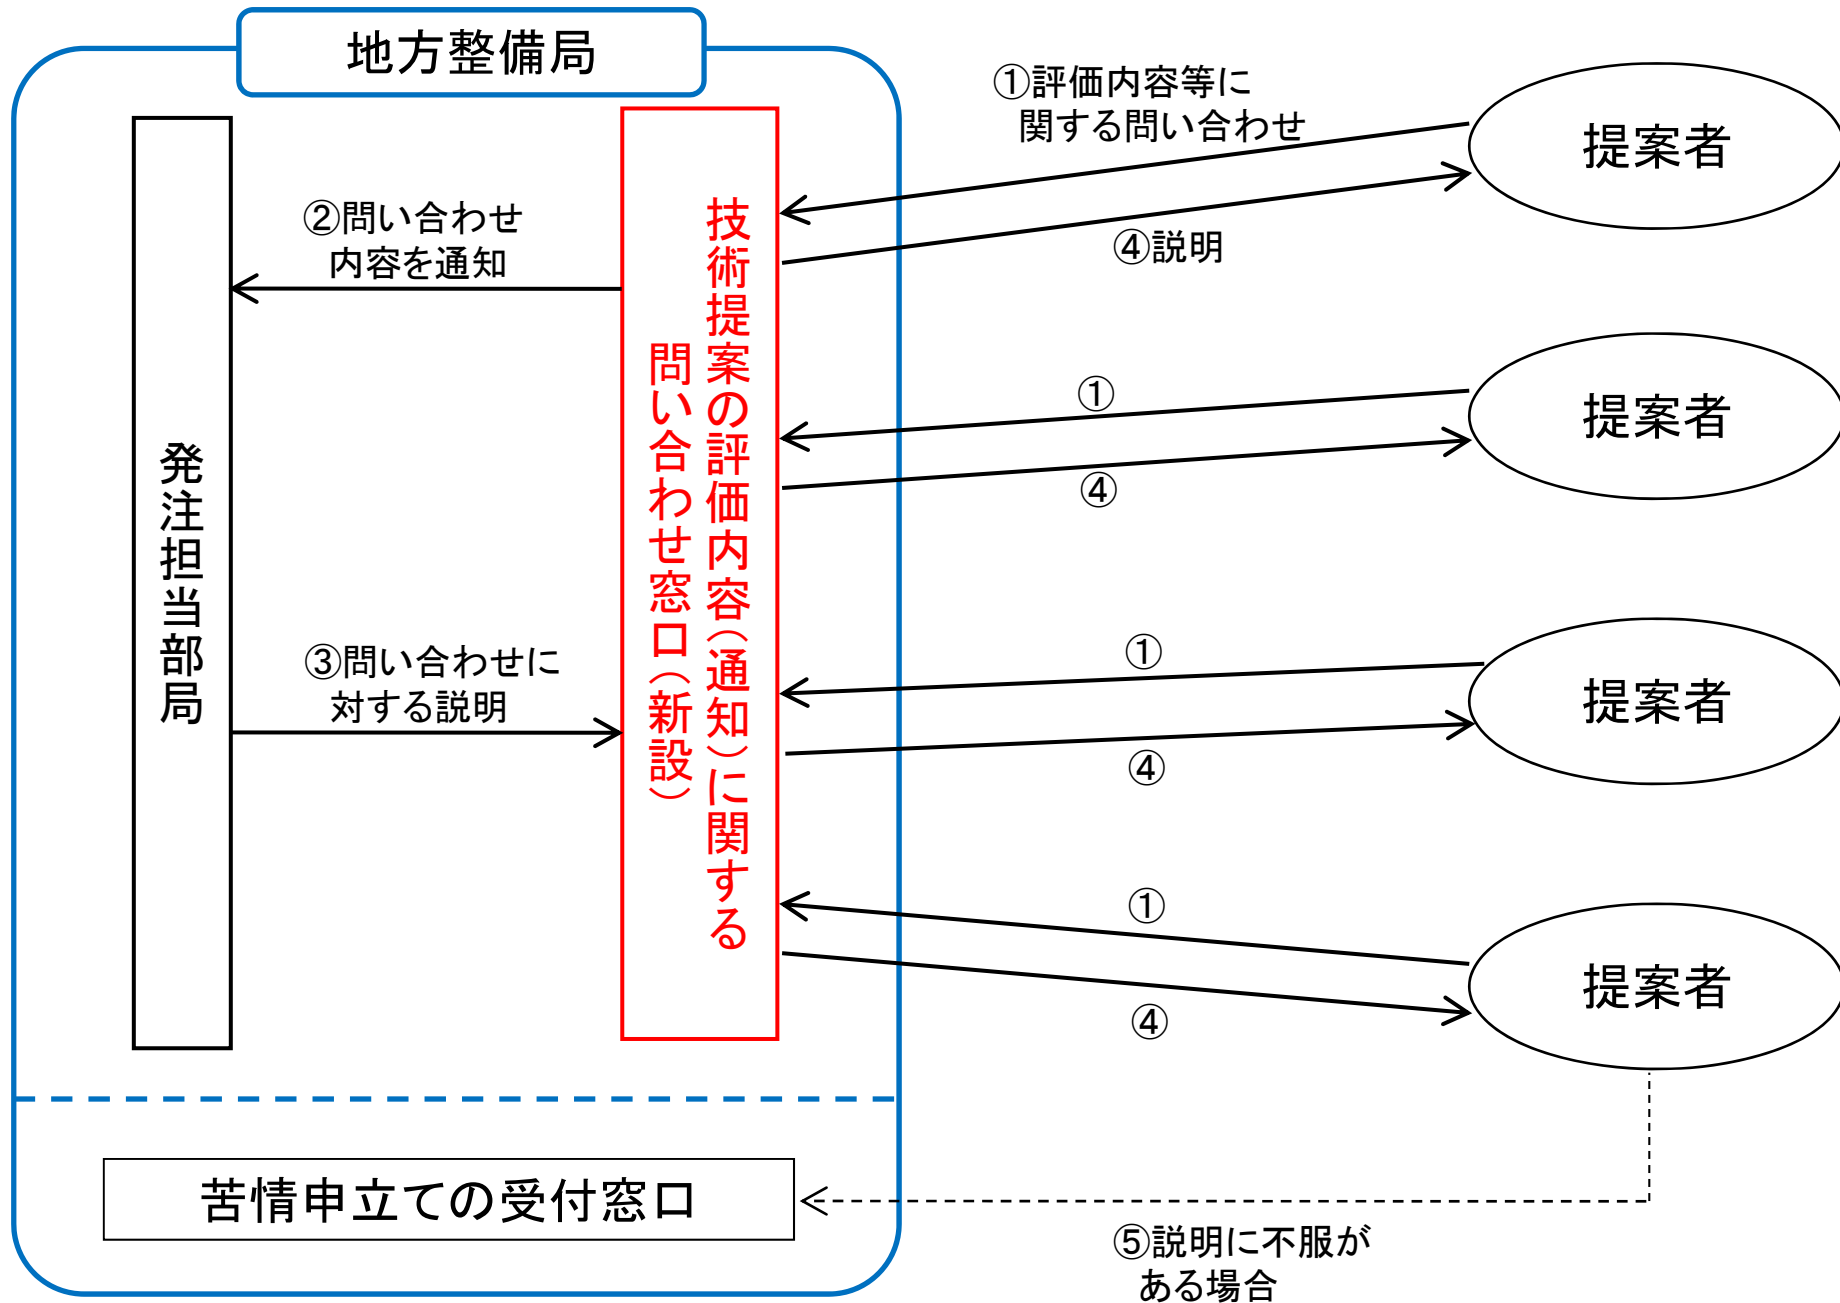 地方整備局
①評価内容等に
関する問い合わせ
提案者
②問い合わせ
内容を通知
④説明
技術提案の評価内容（通知）に関する
問い合わせ窓口（新設）
発注担当部局
①
④
提案者
③問い合わせに
対する説明
①
④
提案者
①
④
提案者
苦情申立ての受付窓口
⑤説明に不服が
ある場合